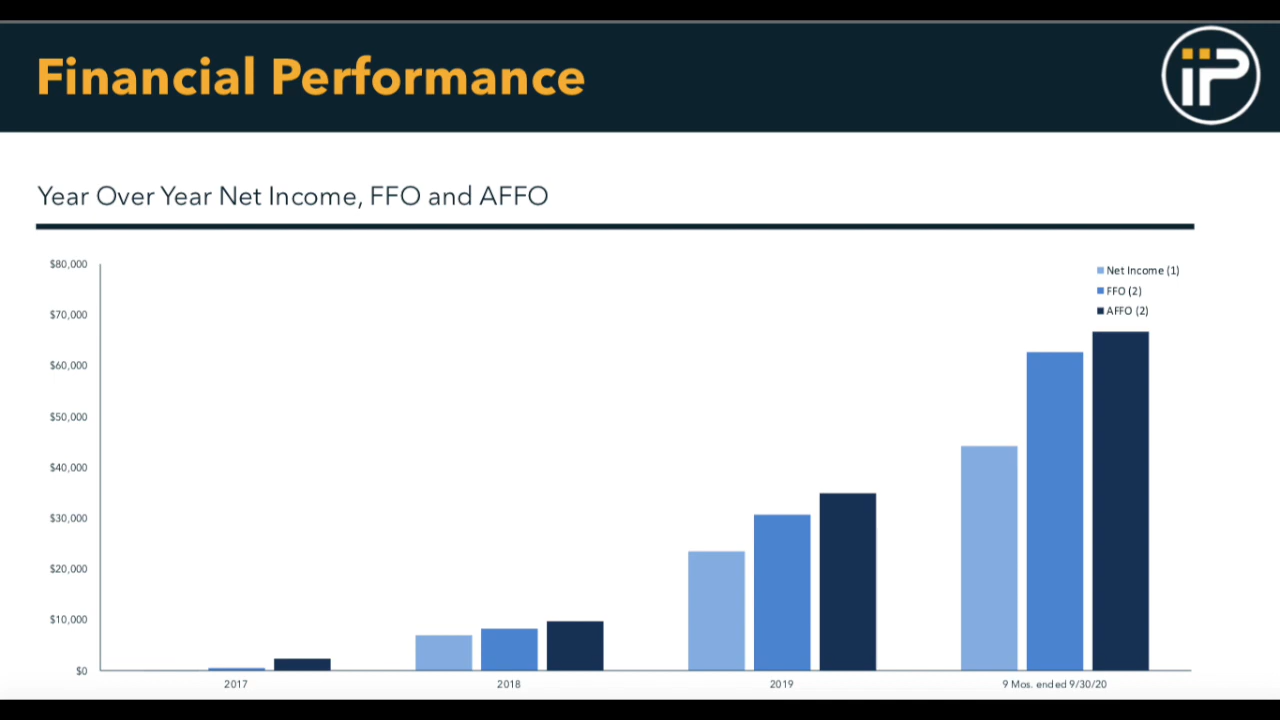 Financial Performance
iiP
Year Over Year Net Income, FFO and AFFO
$80,000
$70,000
$60,000
$50,000
$40,000
$30,000
$20,000
$10,000
$0
Net Income (1)
FFO (2)
AFFO (2)
2017 2018 2019 9 Mos. ended 9/30/20